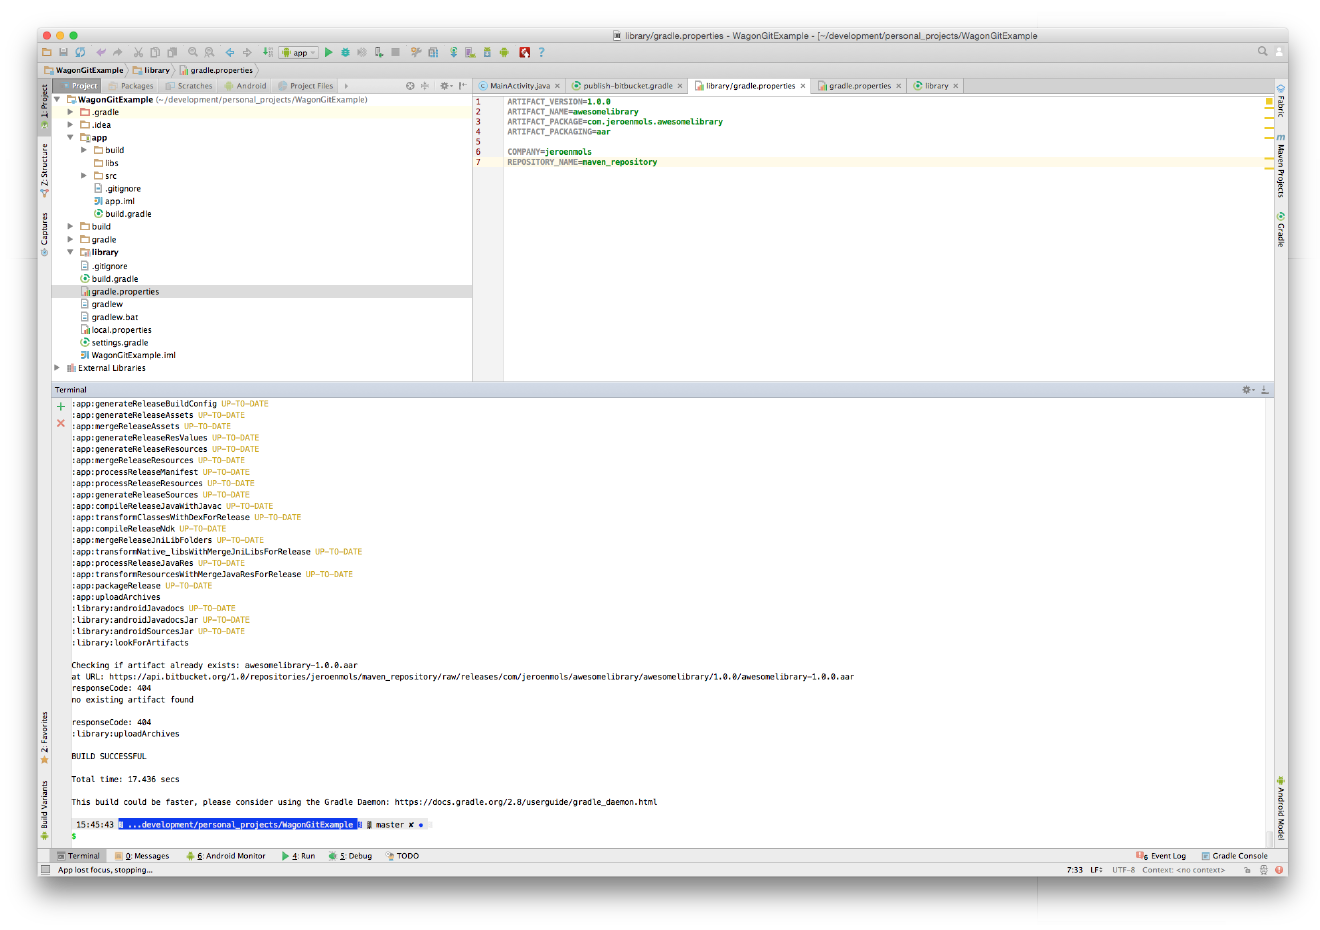 library/gradle.properties - WagonGitExample - [~/development/personal_projects/WagonGitExample]
app
?
WagonGitExample
library
gradle.properties
Project
Packages
Scratches
Android
Project Files
MainActivity.java
publish-bitbucket.gradle
library/gradle.properties
gradle.properties
library
1: Project
Z: Structure
Captures
2: Favorites
Build Variants
WagonGitExample (~/development/personal_projects/WagonGitExample)
.gradle
.idea
app
build
libs
src
.gitignore
app.iml
build.gradle
build
gradle
library
.gitignore
build.gradle
gradle.properties
gradlew
gradlew.bat
local.properties
settings.gradle
WagonGitExample.iml
External Libraries
1 ARTIFACT_VERSION=1.0.0
2 ARTIFACT_NAME=awesomelibrary
3 ARTIFACT_PACKAGE=com.jeroenmols.awesomelibrary
4 ARTIFACT_PACKAGING=aar
5
6 COMPANY=jeroenmols
7 REPOSITORY_NAME=maven_repository
Fabric
m Maven Projects
Gradle
Android Model
Terminal
:app:generateReleaseBuildConfig UP-TO-DATE
:app:generateReleaseAssets UP-TO-DATE
:app:mergeReleaseAssets UP-TO-DATE
:app:generateReleaseResValues UP-TO-DATE
:app:generateReleaseResources UP-TO-DATE
:app:mergeReleaseResources UP-TO-DATE
:app:processReleaseManifest UP-TO-DATE
:app:processReleaseResources UP-TO-DATE
:app:generateReleaseSources UP-TO-DATE
:app:compileReleaseJavaWithJavac UP-TO-DATE
:app:transformClassesWithDexForRelease UP-TO-DATE
:app:compileReleaseNdk UP-TO-DATE
:app:mergeReleaseJniLibFolders UP-TO-DATE
:app:transformNative_libsWithMergeJniLibsForRelease UP-TO-DATE
:app:processReleaseJavaRes UP-TO-DATE
:app:transformResourcesWithMergeJavaResForRelease UP-TO-DATE
:app:packageRelease UP-TO-DATE
:app:uploadArchives
:library:androidJavadocs UP-TO-DATE
:library:androidJavadocsJar UP-TO-DATE
:library:androidSourcesJar UP-TO-DATE
:library:lookForArtifacts
Checking if artifact already exists: awesomelibrary-1.0.0.aar
at URL: https://api.bitbucket.org/1.0/repositories/jeroenmols/maven_repository/raw/releases/com/jeroenmols/awesomelibrary/awesomelibrary/1.0.0/awesomelibrary-1.0.0.aar
responseCode: 404
no existing artifact found
responseCode: 404
:library:uploadArchives
BUILD SUCCESSFUL
Total time: 17.436 secs
This build could be faster, please consider using the Gradle Daemon: https://docs.gradle.org/2.8/userguide/gradle_daemon.html
15:45:43 ...development/personal_projects/WagonGitExample master ✘ ●
$
Terminal
0: Messages
6: Android Monitor
4: Run
5: Debug
TODO
6 Event Log
Gradle Console
App lost focus, stopping...
7:33 LF÷ UTF-8 Context: <no context>